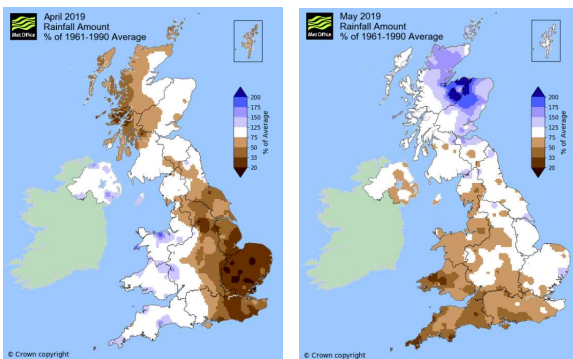 Met Office
April 2019
Rainfall Amount
% of 1961-1990 Average
200
175
150
125
75
50
33
20
% of Average
© Crown copyright
Met Office
May 2019
Rainfall Amount
% of 1961-1990 Average
200
175
150
125
75
50
33
20
% of Average
© Crown copyright